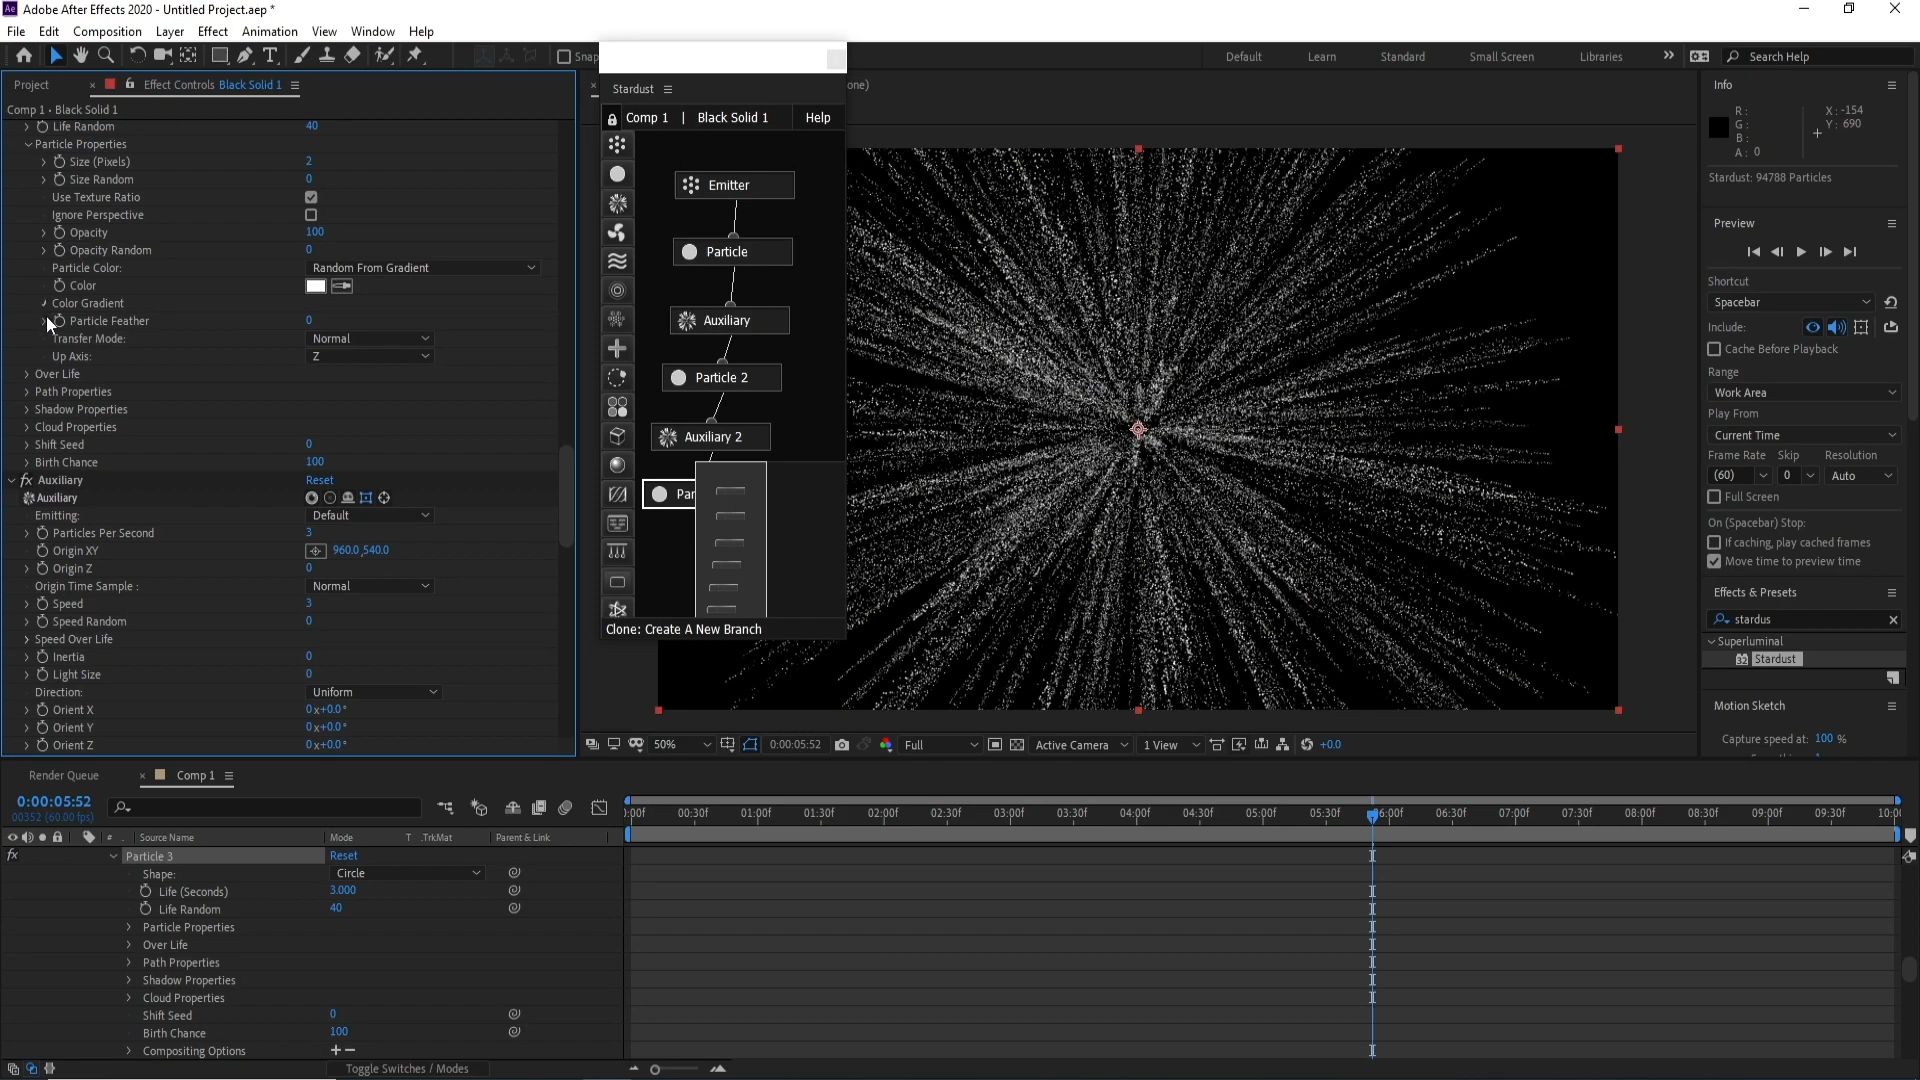 Adobe After Effects 2020 - Untitled Project.aep *
File Edit Composition Layer Effect Animation View Window Help
Snap Default Learn Standard Small Screen Libraries Search Help
Project Effect Controls Black Solid 1
Comp 1 • Black Solid 1
Life Random 40
Particle Properties
Size (Pixels) 2
Size Random 0
Use Texture Ratio
Ignore Perspective
Opacity 100
Opacity Random 0
Particle Color: Random From Gradient
Color
Color Gradient
Particle Feather 0
Transfer Mode: Normal
Up Axis: Z
Over Life
Path Properties
Shadow Properties
Cloud Properties
Shift Seed 0
Birth Chance 100
fx Auxiliary Reset
Auxiliary
Emitting: Default
Particles Per Second 3
Origin XY 960.0,540.0
Origin Z 0
Origin Time Sample : Normal
Speed 3
Speed Random 0
Speed Over Life
Inertia 0
Light Size 0
Direction: Uniform
Orient X 0x+0.0°
Orient Y 0x+0.0°
Orient Z 0x+0.0°
Stardust
Comp 1 | Black Solid 1 Help
Emitter
Particle
Auxiliary
Particle 2
Auxiliary 2
Par
Clone: Create A New Branch
one)
50% 0:00:05:52 Full Active Camera 1 View +0.0
Info
R: X: -154
G: Y: 690
B:
A: 0
Stardust: 94788 Particles
Preview
Shortcut
Spacebar
Include:
Cache Before Playback
Range
Work Area
Play From
Current Time
Frame Rate Skip Resolution
(60) 0 Auto
Full Screen
On (Spacebar) Stop:
If caching, play cached frames
Move time to preview time
Effects & Presets
stardus
Superluminal
32 Stardust
Motion Sketch
Capture speed at: 100 %
Render Queue Comp 1
0:00:05:52
00352 (60.00 fps)
:00f 00:30f 01:00f 01:30f 02:00f 02:30f 03:00f 03:30f 04:00f 04:30f 05:00f 05:30f 06:00f 06:30f 07:00f 07:30f 08:00f 08:30f 09:00f 09:30f 10:00
# Source Name Mode T .TrkMat Parent & Link
fx Particle 3 Reset
Shape: Circle
Life (Seconds) 3.000
Life Random 40
Particle Properties
Over Life
Path Properties
Shadow Properties
Cloud Properties
Shift Seed 0
Birth Chance 100
Compositing Options
Toggle Switches / Modes